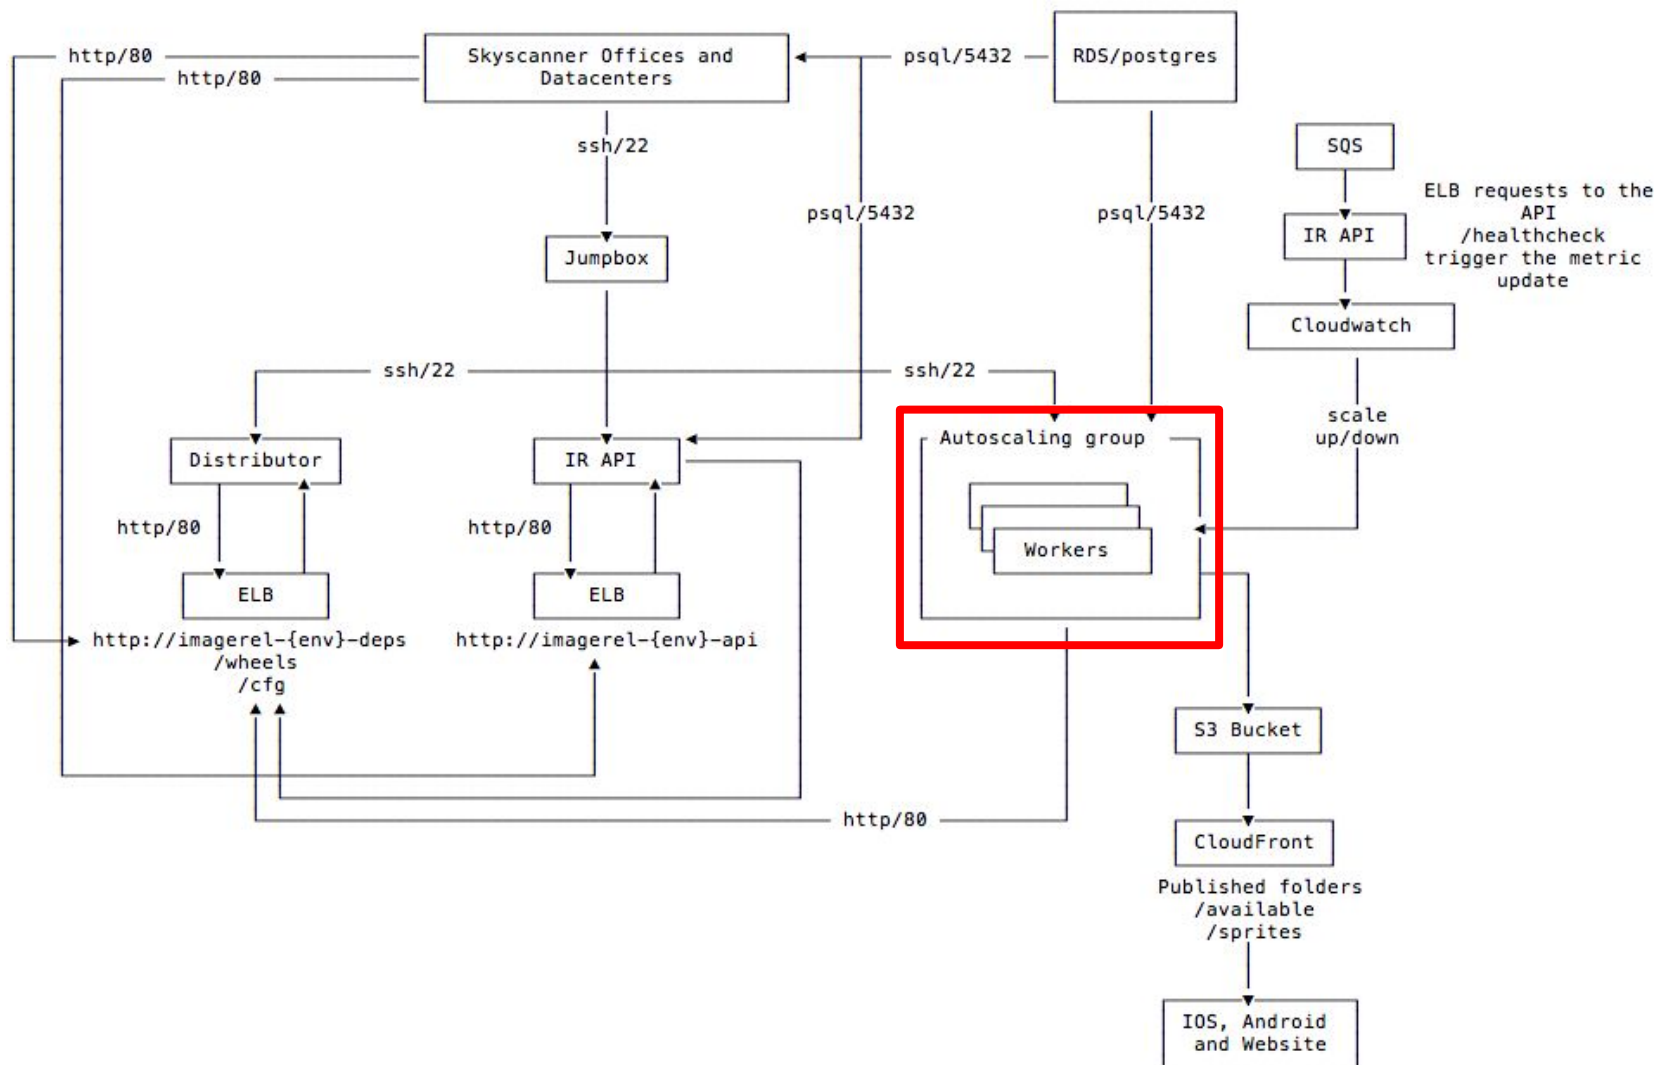 http/80
http/80
Skyscanner Offices and
Datacenters
psql/5432
RDS/postgres
ssh/22
SQS
psql/5432
psql/5432
ELB requests to the
API
/healthcheck
trigger the metric
update
IR API
Jumpbox
Cloudwatch
ssh/22
ssh/22
scale
up/down
Autoscaling group
Distributor
IR API
http/80
http/80
Workers
ELB
ELB
http://imagerel-{env}-deps
/wheels
/cfg
http://imagerel-{env}-api
S3 Bucket
http/80
CloudFront
Published folders
/available
/sprites
IOS, Android
and Website